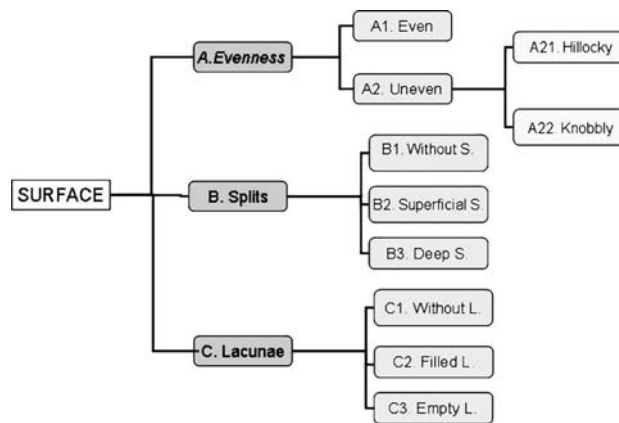 SURFACE
A.Evenness
A1. Even
A2. Uneven
A21. Hillocky
A22. Knobbly
B. Splits
B1. Without S.
B2. Superficial S.
B3. Deep S.
C. Lacunae
C1. Without L.
C2. Filled L.
C3. Empty L.